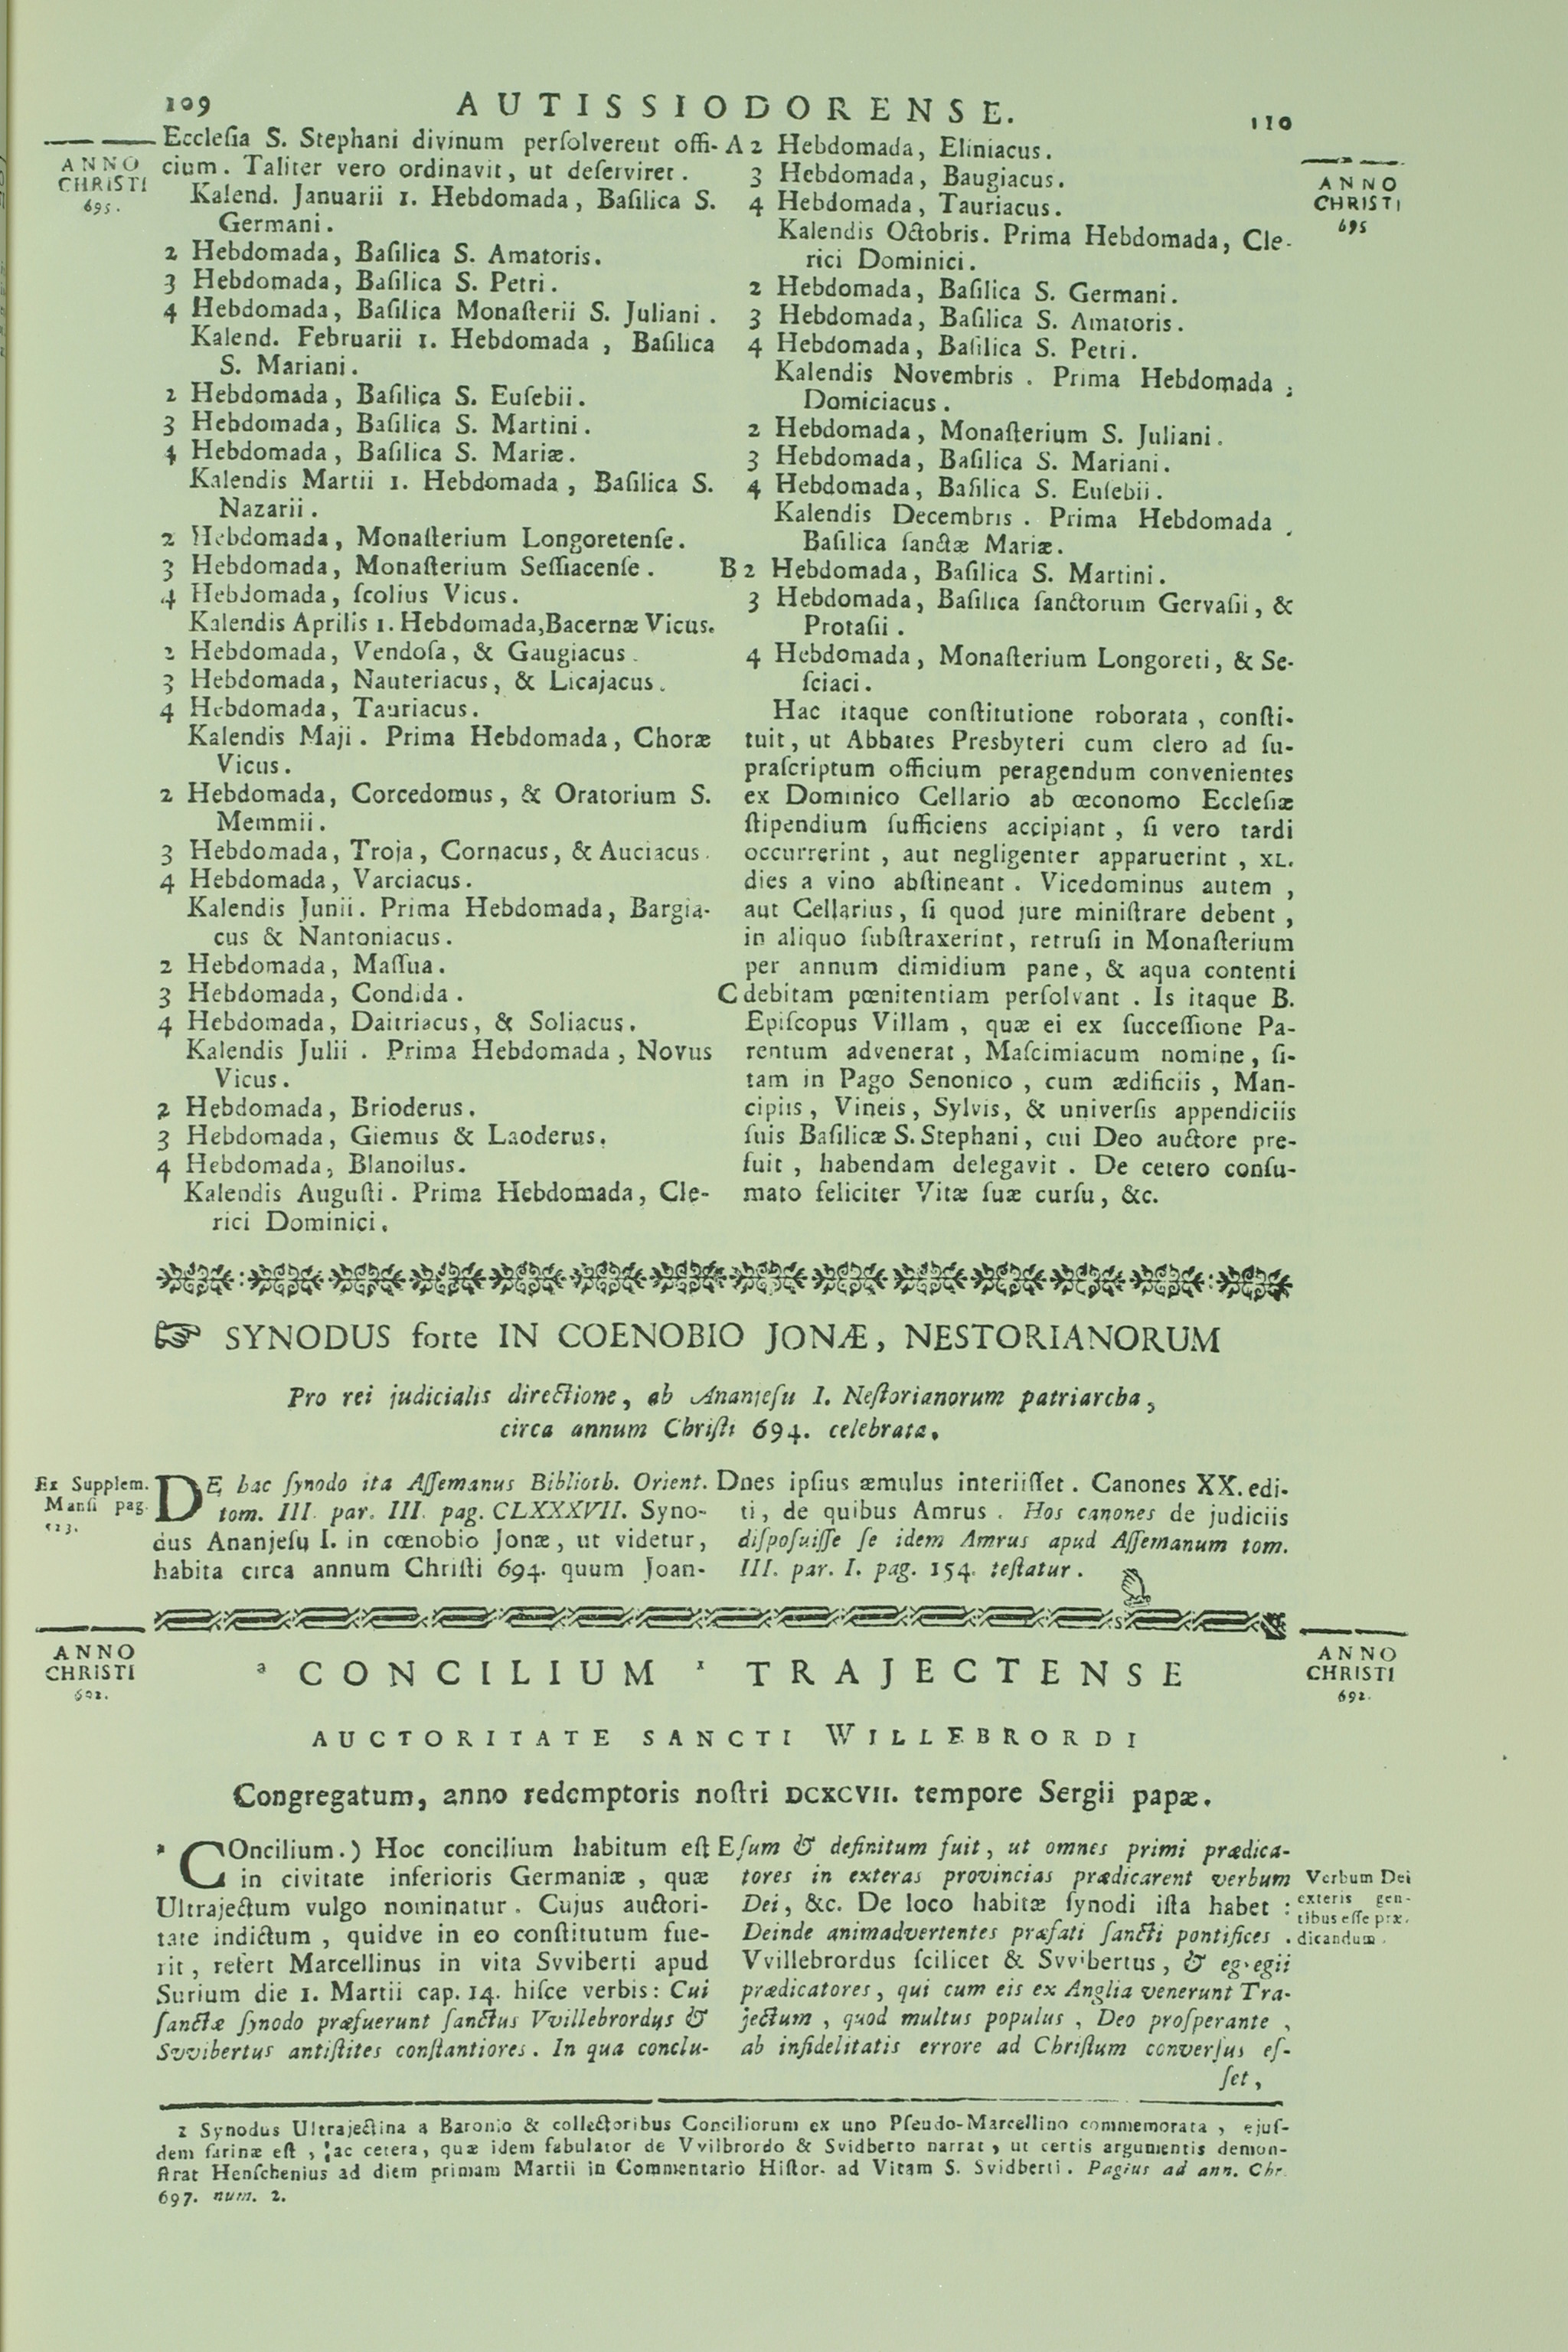 109
AUTISSIODORENSE.
110
ANNO
CHRISTI
695.
Eccleſia S. Stephani divinum perſolverent offi-
cium. Taliter vero ordinavit, ut deſerviret.
Kalend. Januarii 1. Hebdomada, Baſilica S.
Germani.
2 Hebdomada, Baſilica S. Amatoris.
3 Hebdomada, Baſilica S. Petri.
4 Hebdomada, Baſilica Monaſterii S. Juliani.
Kalend. Februarii 1. Hebdomada, Baſilica
S. Mariani.
2 Hebdomada, Baſilica S. Euſebii.
3 Hebdomada, Baſilica S. Martini.
4 Hebdomada, Baſilica S. Mariæ.
Kalendis Martii 1. Hebdomada, Baſilica S.
Nazarii.
2 Hebdomada, Monaſterium Longoretenſe.
3 Hebdomada, Monaſterium Seſſiacenſe.
4 Hebdomada, ſcolius Vicus.
Kalendis Aprilis 1. Hebdomada, Bacernæ Vicus.
2 Hebdomada, Vendoſa, & Gaugiacus.
3 Hebdomada, Nauteriacus, & Licajacus.
4 Hebdomada, Tauriacus.
Kalendis Maji. Prima Hebdomada, Choræ
Vicus.
2 Hebdomada, Corcedomus, & Oratorium S.
Memmii.
3 Hebdomada, Troja, Cornacus, & Auciacus.
4 Hebdomada, Varciacus.
Kalendis Junii. Prima Hebdomada, Bargia-
cus & Nantoniacus.
2 Hebdomada, Maſſua.
3 Hebdomada, Condida.
4 Hebdomada, Daitriacus, & Soliacus.
Kalendis Julii. Prima Hebdomada, Novus
Vicus.
2 Hebdomada, Brioderus.
3 Hebdomada, Giemus & Laoderus.
4 Hebdomada, Blanoilus.
Kalendis Auguſti. Prima Hebdomada, Cle-
rici Dominici.
A 2 Hebdomada, Eliniacus.
3 Hebdomada, Baugiacus.
4 Hebdomada, Tauriacus.
Kalendis Octobris. Prima Hebdomada, Cle-
rici Dominici.
2 Hebdomada, Baſilica S. Germani.
3 Hebdomada, Baſilica S. Amatoris.
4 Hebdomada, Baſilica S. Petri.
Kalendis Novembris. Prima Hebdomada,
Domiciacus.
2 Hebdomada, Monaſterium S. Juliani.
3 Hebdomada, Baſilica S. Mariani.
4 Hebdomada, Baſilica S. Euſebii.
Kalendis Decembris. Prima Hebdomada,
Baſilica ſanctæ Mariæ.
B 2 Hebdomada, Baſilica S. Martini.
3 Hebdomada, Baſilica ſanctorum Gervaſii, &
Protaſii.
4 Hebdomada, Monaſterium Longoreti, & Se-
ſciaci.
Hac itaque conſtitutione roborata, conſti-
tuit, ut Abbates Presbyteri cum clero ad ſu-
praſcriptum officium peragendum convenientes
ex Dominico Cellario ab œconomo Eccleſiæ
ſtipendium ſufficiens accipiant, ſi vero tardi
occurrerint, aut negligenter apparuerint, XL.
dies a vino abſtineant. Vicedominus autem,
aut Cellarius, ſi quod jure miniſtrare debent,
in aliquo ſubſtraxerint, retruſi in Monaſterium
per annum dimidium pane, & aqua contenti
C debitam pœnitentiam perſolvant. Is itaque B.
Epiſcopus Villam, quæ ei ex ſucceſſione Pa-
rentum advenerat, Maſcimiacum nomine, ſi-
tam in Pago Senonico, cum ædificiis, Man-
cipiis, Vineis, Sylvis, & univerſis appendiciis
ſuis Baſilicæ S. Stephani, cui Deo auctore pre-
fuit, habendam delegavit. De cetero conſu-
mato feliciter Vitæ ſuæ curſu, &c.
ANNO
CHRISTI
695
☞ SYNODUS forte IN COENOBIO JONÆ, NESTORIANORUM
Pro rei judicialis directione, ab Ananjeſu I. Neſtorianorum patriarcha,
circa annum Chriſti 694. celebrata.
Ex Supplem.
Manſi pag.
523.
DE hac ſynodo ita Aſſemanus Biblioth. Orient.
tom. III. par. III. pag. CLXXXVII. Syno-
dus Ananjeſu I. in cœnobio Jonæ, ut videtur,
habita circa annum Chriſti 694. quum Joan-
D nes ipſius æmulus interiiſſet. Canones XX. edi-
ti, de quibus Amrus. Hos canones de judiciis
diſpoſuiſſe ſe idem Amrus apud Aſſemanum tom.
III. par. I. pag. 154. teſtatur.
ANNO
CHRISTI
692.
ᵃ CONCILIUM ¹ TRAJECTENSE
ANNO
CHRISTI
692.
AUCTORITATE SANCTI WILLEBRORDI
Congregatum, anno redemptoris noſtri DCXCVII. tempore Sergii papæ.
ᵃ COncilium.) Hoc concilium habitum eſt
in civitate inferioris Germaniæ, quæ
Ultrajectum vulgo nominatur. Cujus auctori-
tate indictum, quidve in eo conſtitutum fue-
rit, refert Marcellinus in vita Svviberti apud
Surium die 1. Martii cap. 14. hiſce verbis: Cui
ſanctæ ſynodo præfuerunt ſanctus Vvillebrordus &
Svvibertus antiſtites conſtantiores. In qua conclu-
E ſum & definitum fuit, ut omnes primi prædica-
tores in exteras provincias prædicarent verbum
Dei, &c. De loco habitæ ſynodi iſta habet:
Deinde animadvertentes præfati ſancti pontifices.
Vvillebrordus ſcilicet & Svvibertus, & egregii
prædicatores, qui cum eis ex Anglia venerunt Tra-
jectum, quod multus populus, Deo proſperante,
ab infidelitatis errore ad Chriſtum converſus eſ-
ſet,
Verbum Dei
exteris gen-
tibus eſſe præ-
dicandum.
1 Synodus Ultrajectina a Baronio & collectoribus Conciliorum ex uno Pſeudo-Marcellino commemorata, ejuſ-
dem farinæ eſt, ac cetera, quæ idem fabulator de Vvilbrordo & Svidberto narrat, ut certis argumentis demon-
ſtrat Henſchenius ad diem primam Martii in Commentario Hiſtor. ad Vitam S. Svidberti. Pagius ad ann. Chr.
697. num. 2.